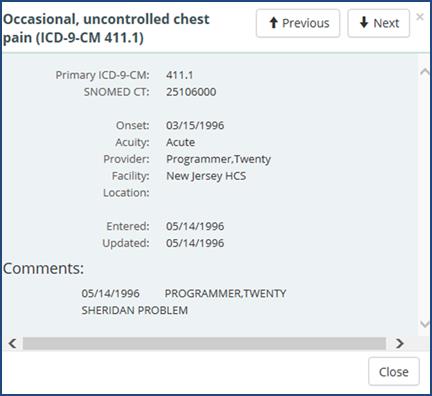 Occasional, uncontrolled chest
pain (ICD-9-CM 411.1)
Previous
Next
×
Primary ICD-9-CM: 411.1
SNOMED CT: 25106000
Onset: 03/15/1996
Acuity: Acute
Provider: Programmer,Twenty
Facility: New Jersey HCS
Location:
Entered: 05/14/1996
Updated: 05/14/1996
Comments:
05/14/1996 PROGRAMMER,TWENTY
SHERIDAN PROBLEM
Close